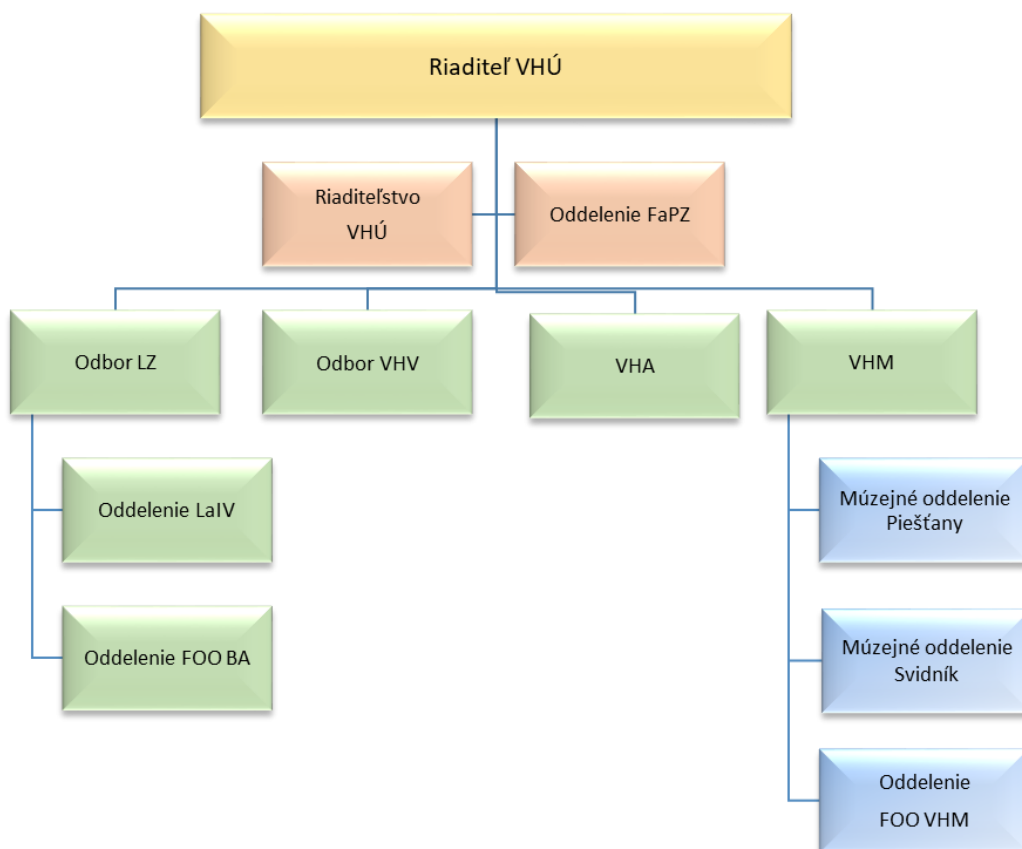 Riaditeľ VHÚ
Riaditeľstvo
VHÚ
Oddelenie FaPZ
Odbor LZ
Odbor VHV
VHA
VHM
Oddelenie LaIV
Múzejné oddelenie
Piešťany
Oddelenie FOO BA
Múzejné oddelenie
Svidník
Oddelenie
FOO VHM